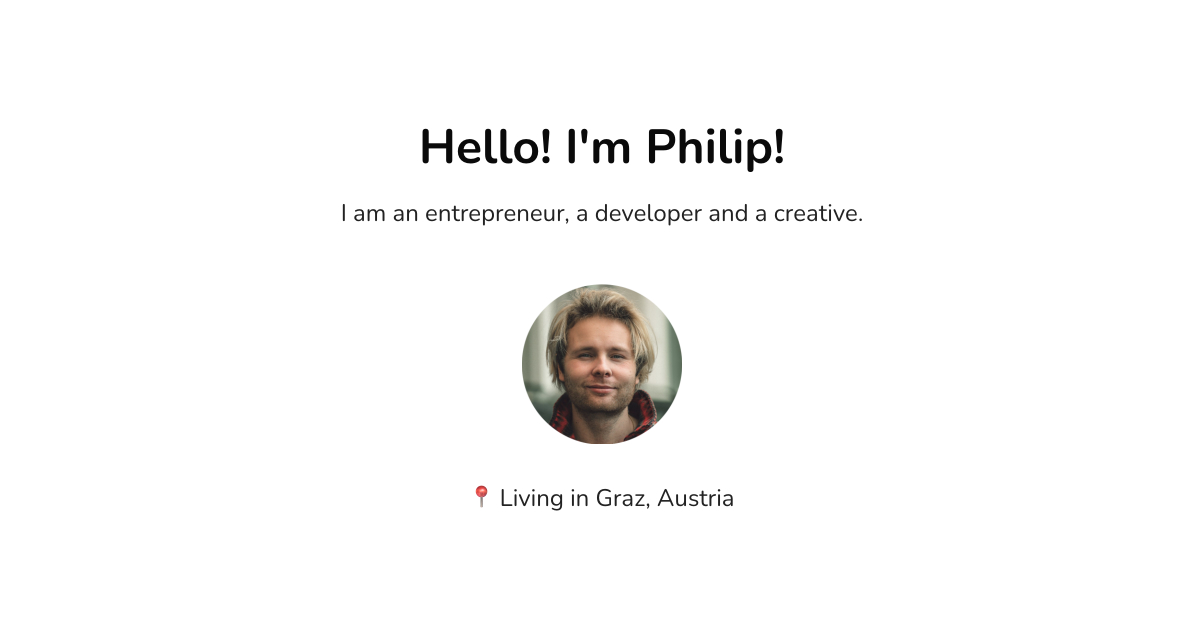 Hello! I'm Philip!
I am an entrepreneur, a developer and a creative.
📍 Living in Graz, Austria